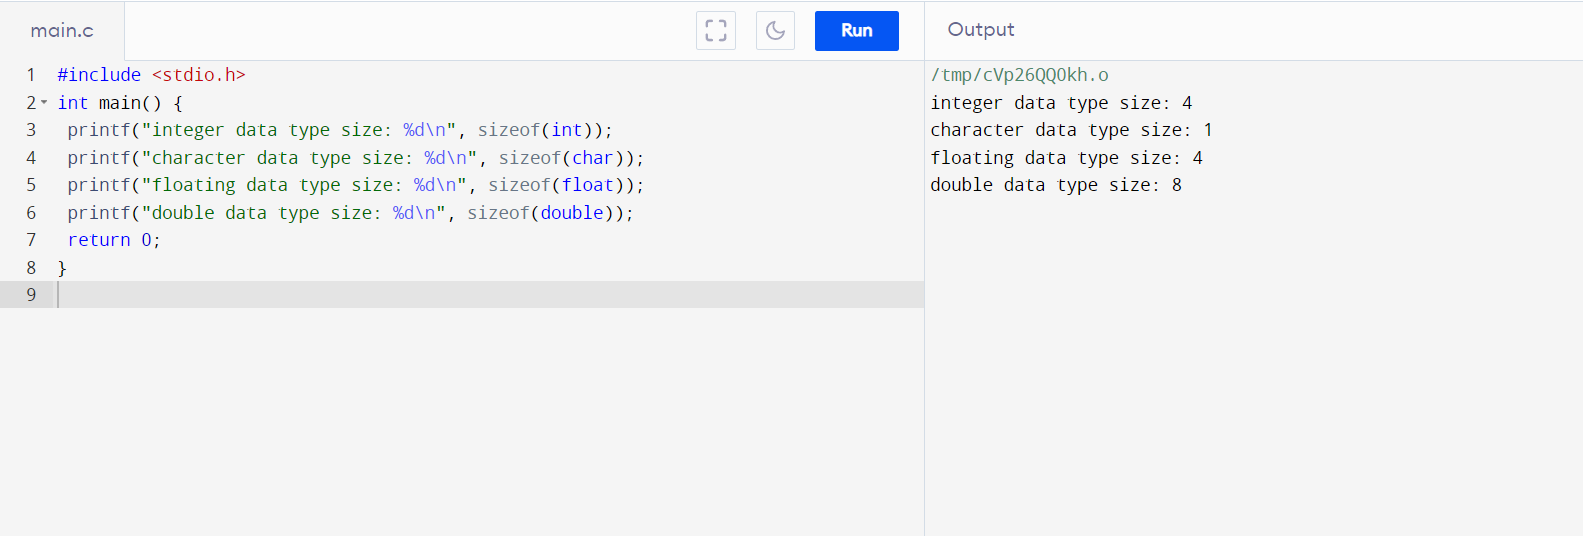 main.c
Run
Output
1 #include <stdio.h>
2 int main() {
3 printf("integer data type size: %d\n", sizeof(int));
4 printf("character data type size: %d\n", sizeof(char));
5 printf("floating data type size: %d\n", sizeof(float));
6 printf("double data type size: %d\n", sizeof(double));
7 return 0;
8 }
9
/tmp/cVp26QQOkh.o
integer data type size: 4
character data type size: 1
floating data type size: 4
double data type size: 8